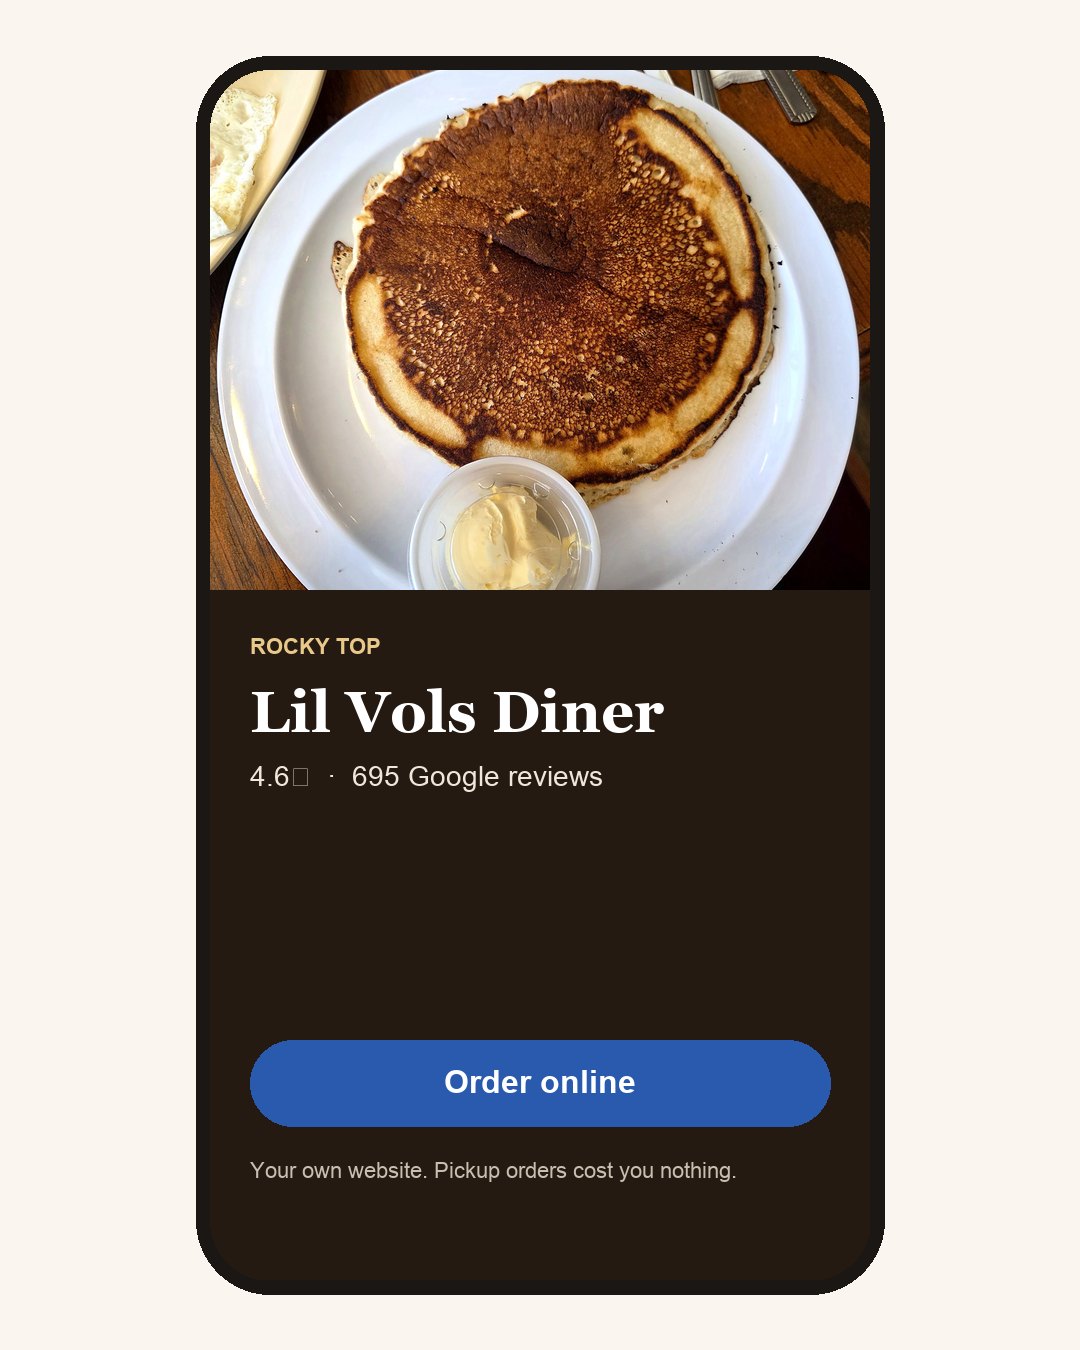 ROCKY TOP
Lil Vols Diner
4.6□ · 695 Google reviews
Order online
Your own website. Pickup orders cost you nothing.